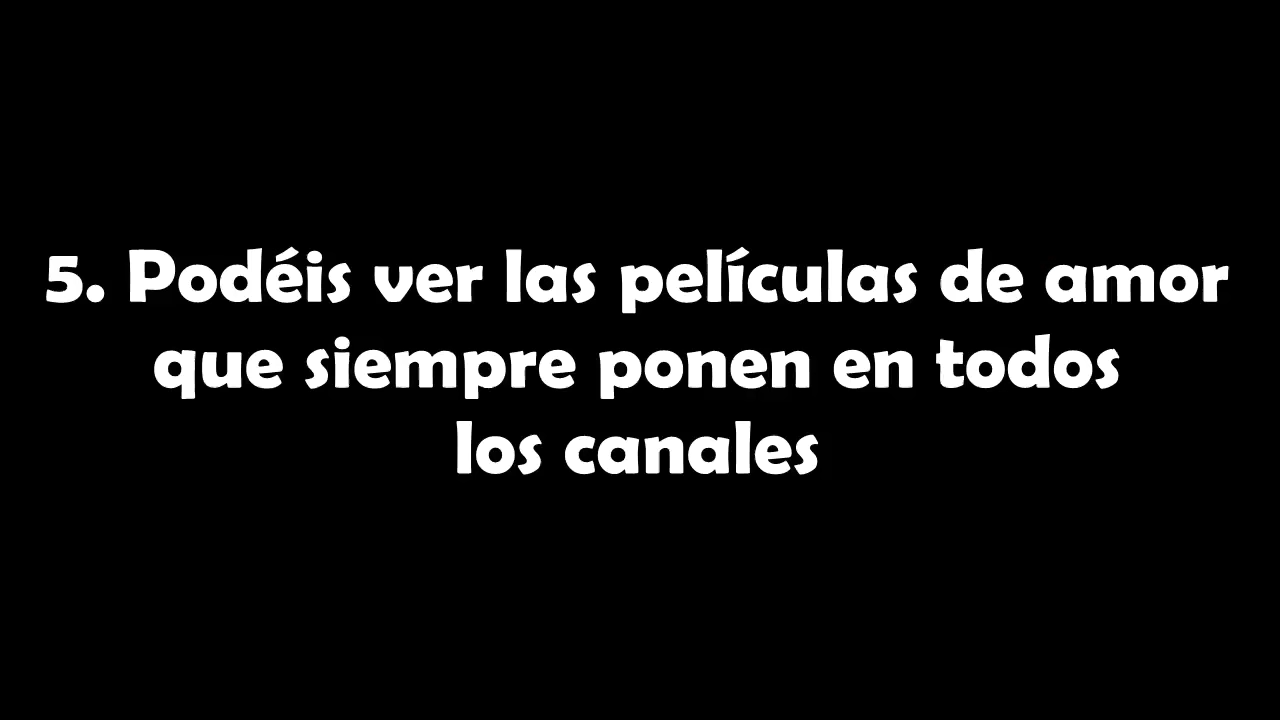 5. Podéis ver las películas de amor
que siempre ponen en todos
los canales